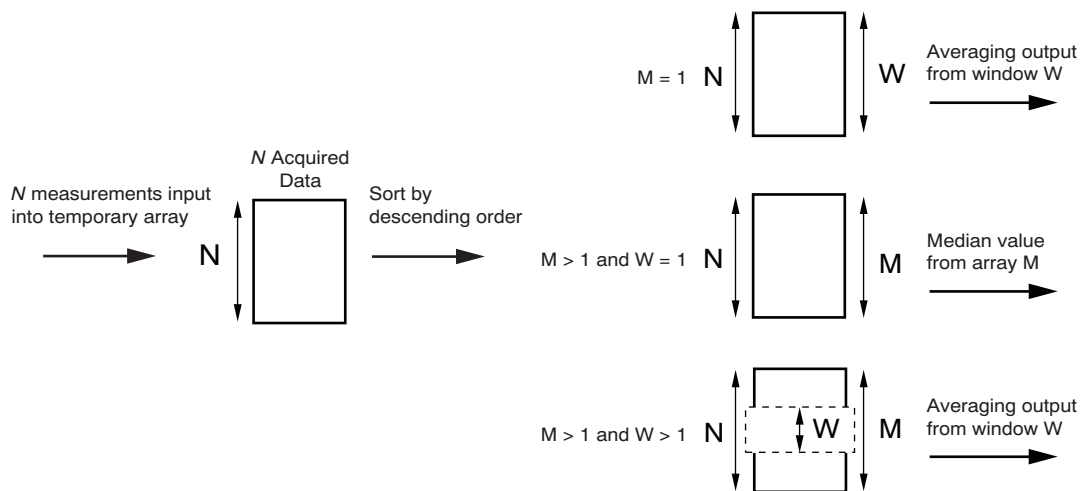 N measurements input
into temporary array
N
N Acquired
Data
Sort by
descending order
M = 1
N
W
Averaging output
from window W
M > 1 and W = 1
N
M
Median value
from array M
M > 1 and W > 1
N
W
M
Averaging output
from window W